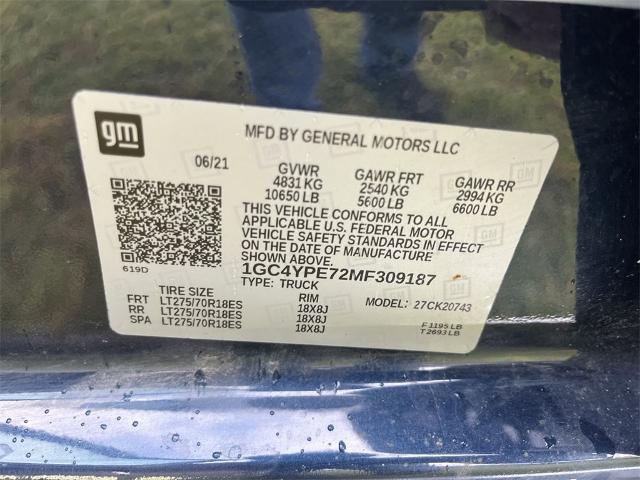 gm
MFD BY GENERAL MOTORS LLC
06/21 GVWR GAWR FRT GAWR RR
4831 KG 2540 KG 2994 KG
10650 LB 5600 LB 6600 LB
THIS VEHICLE CONFORMS TO ALL
APPLICABLE U.S. FEDERAL MOTOR
VEHICLE SAFETY STANDARDS IN EFFECT
ON THE DATE OF MANUFACTURE
SHOWN ABOVE.
619D
1GC4YPE72MF309187
TYPE: TRUCK
TIRE SIZE RIM MODEL: 27CK20743
FRT LT275/70R18ES 18X8J
RR LT275/70R18ES 18X8J
SPA LT275/70R18ES 18X8J
F1195 LB
T2693 LB